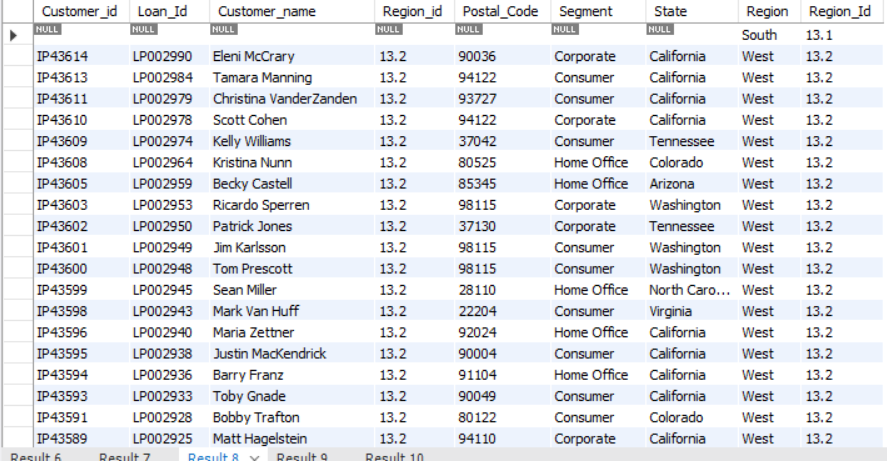 Customer_id Loan_Id Customer_name Region_id Postal_Code Segment State Region Region_Id
NULL NULL NULL NULL NULL NULL NULL South 13.1
IP43614 LP002990 Eleni McCrary 13.2 90036 Corporate California West 13.2
IP43613 LP002984 Tamara Manning 13.2 94122 Consumer California West 13.2
IP43611 LP002979 Christina VanderZanden 13.2 93727 Consumer California West 13.2
IP43610 LP002978 Scott Cohen 13.2 94122 Corporate California West 13.2
IP43609 LP002974 Kelly Williams 13.2 37042 Consumer Tennessee West 13.2
IP43608 LP002964 Kristina Nunn 13.2 80525 Home Office Colorado West 13.2
IP43605 LP002959 Becky Castell 13.2 85345 Home Office Arizona West 13.2
IP43603 LP002953 Ricardo Sperren 13.2 98115 Corporate Washington West 13.2
IP43602 LP002950 Patrick Jones 13.2 37130 Corporate Tennessee West 13.2
IP43601 LP002949 Jim Karlsson 13.2 98115 Consumer Washington West 13.2
IP43600 LP002948 Tom Prescott 13.2 98115 Consumer Washington West 13.2
IP43599 LP002945 Sean Miller 13.2 28110 Home Office North Caro... West 13.2
IP43598 LP002943 Mark Van Huff 13.2 22204 Consumer Virginia West 13.2
IP43596 LP002940 Maria Zettner 13.2 92024 Home Office California West 13.2
IP43595 LP002938 Justin MacKendrick 13.2 90004 Consumer California West 13.2
IP43594 LP002936 Barry Franz 13.2 91104 Home Office California West 13.2
IP43593 LP002933 Toby Gnade 13.2 90049 Consumer California West 13.2
IP43591 LP002928 Bobby Trafton 13.2 80122 Consumer Colorado West 13.2
IP43589 LP002925 Matt Hagelstein 13.2 94110 Corporate California West 13.2
Result 6 Result 7 Result 8 Result 9 Result 10